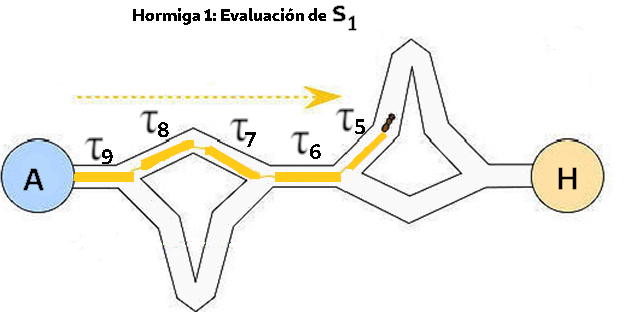 Hormiga 1: Evaluación de S₁
τ₉ τ₈ τ₇ τ₆ τ₅
A H